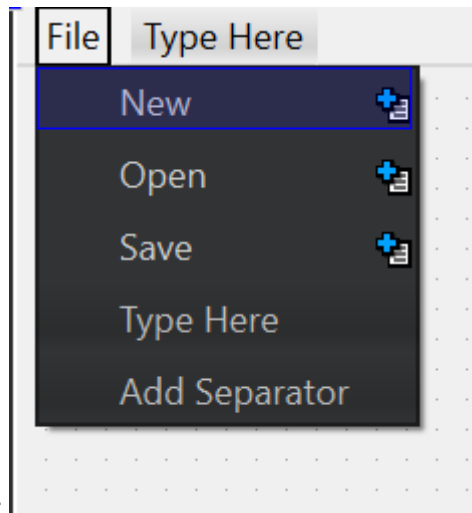 File Type Here
New
Open
Save
Type Here
Add Separator